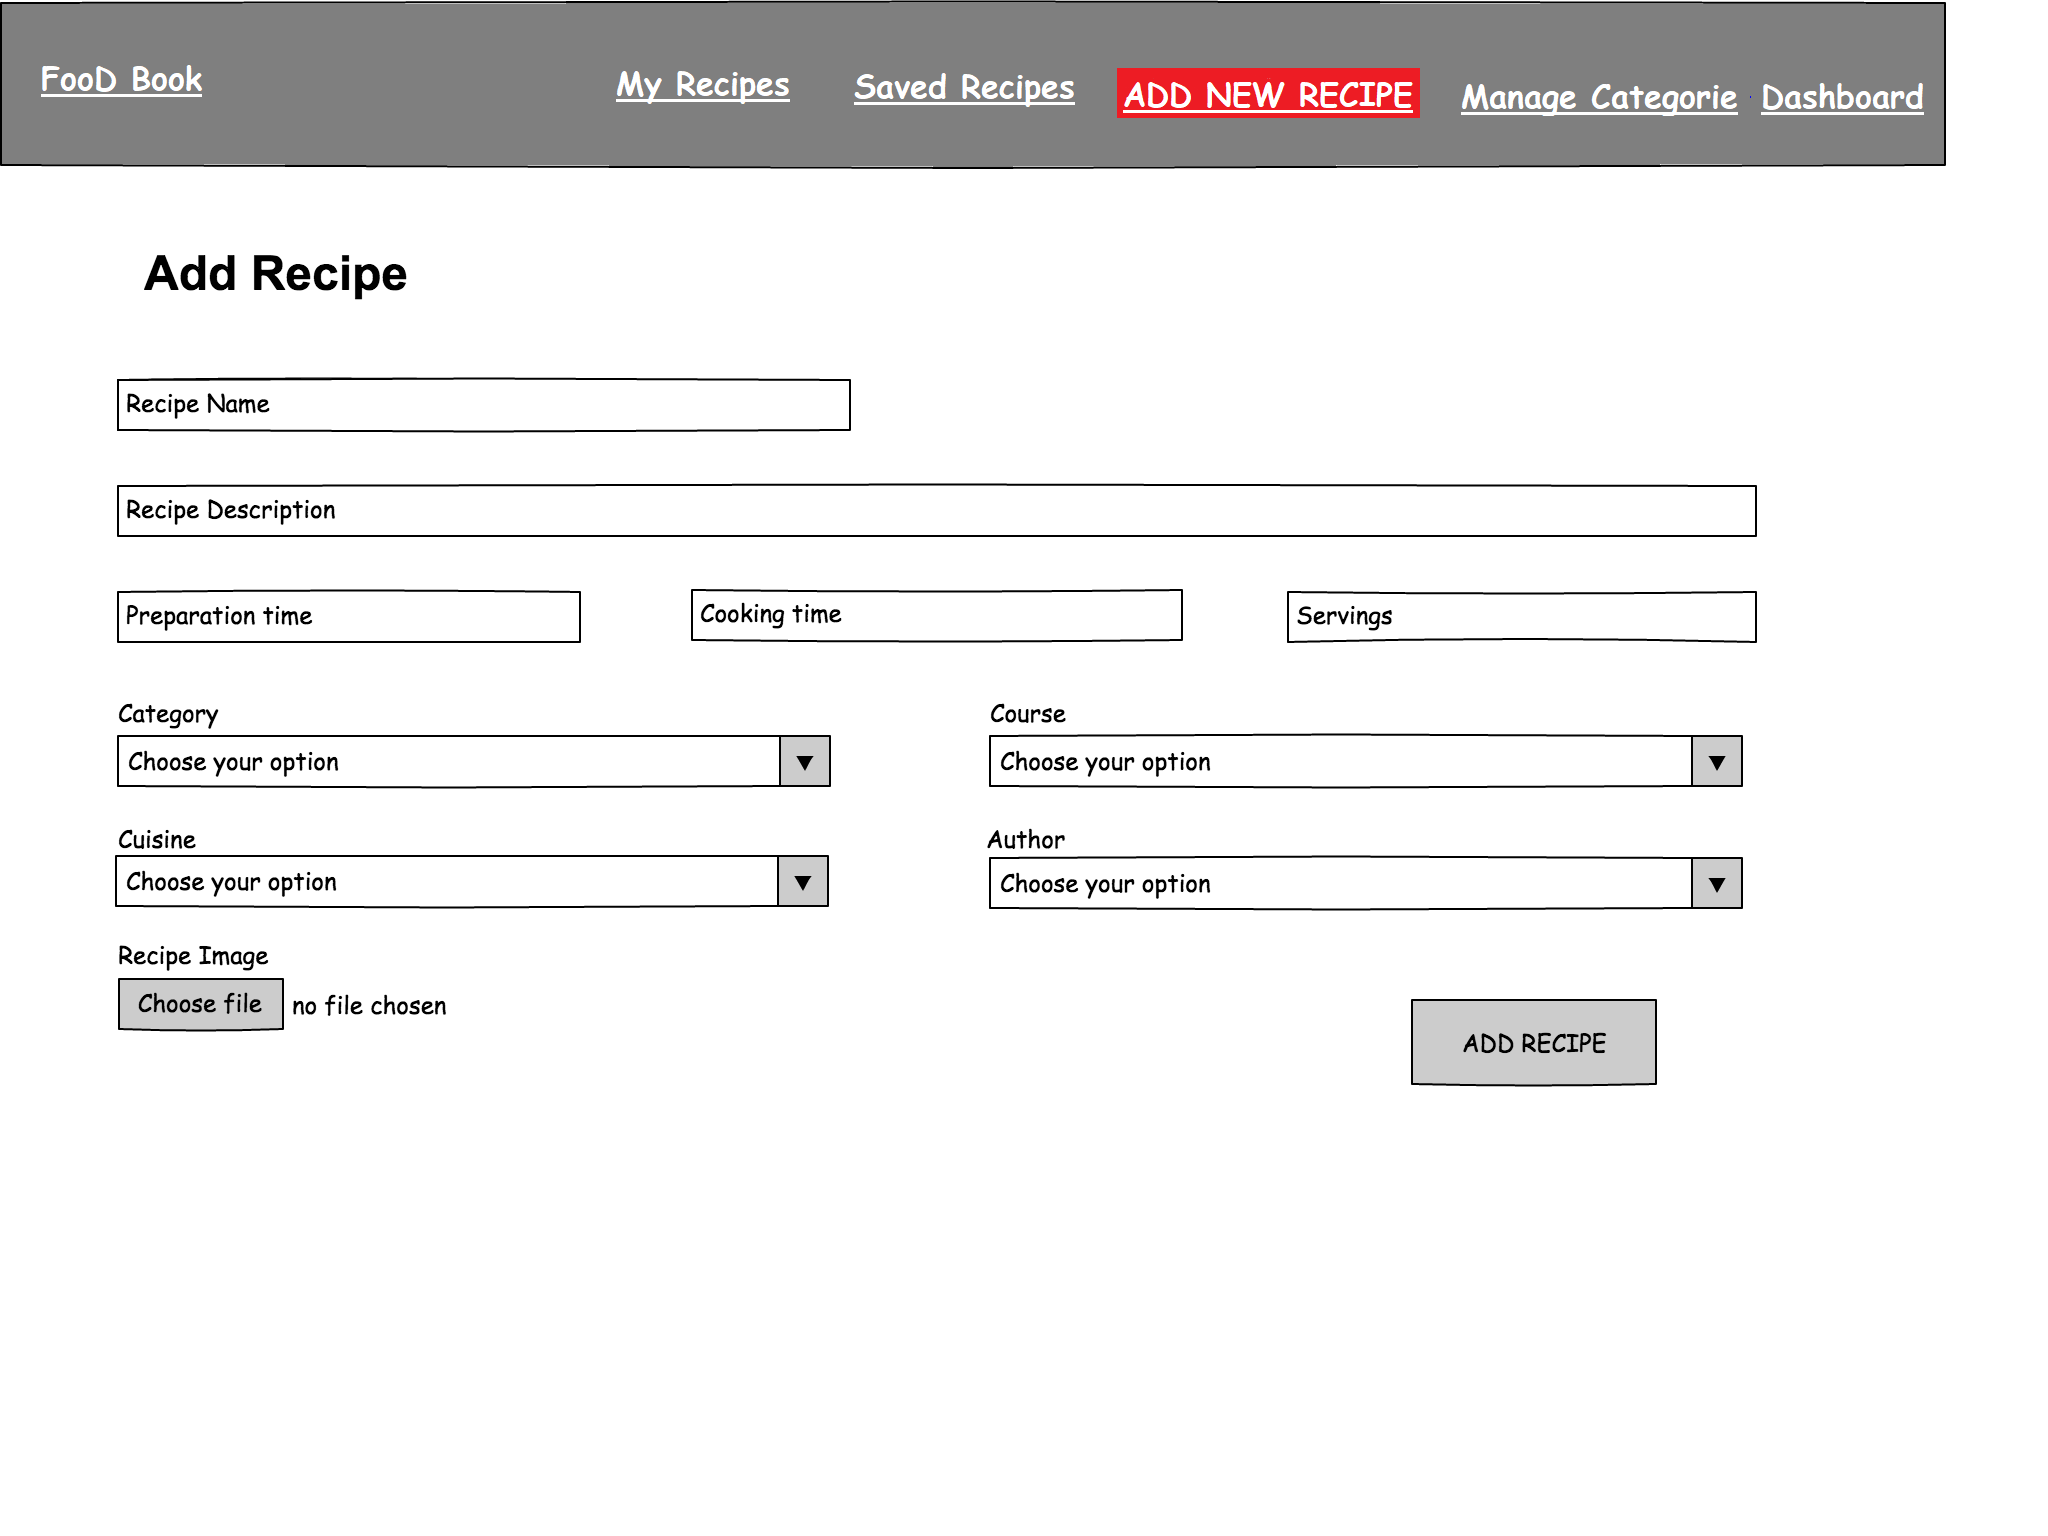 FooD Book
My Recipes
Saved Recipes
ADD NEW RECIPE
Manage Categorie
Dashboard
Add Recipe
Recipe Name
Recipe Description
Preparation time
Cooking time
Servings
Category
Course
Choose your option
Choose your option
Cuisine
Author
Choose your option
Choose your option
Recipe Image
Choose file
no file chosen
ADD RECIPE